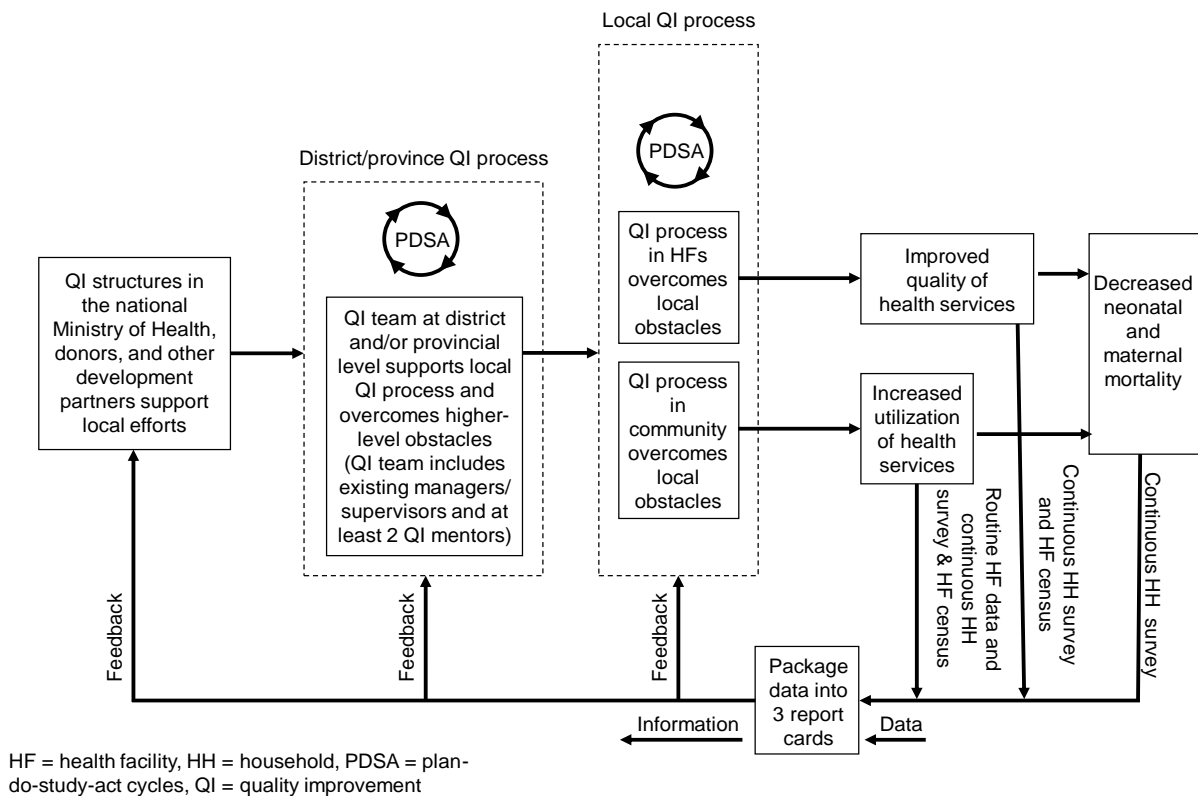 Local QI process
PDSA
District/province QI process
PDSA
QI structures in
the national
Ministry of Health,
donors, and other
development
partners support
local efforts
QI team at district
and/or provincial
level supports local
QI process and
overcomes higher-
level obstacles
(QI team includes
existing managers/
supervisors and at
least 2 QI mentors)
QI process
in HFs
overcomes
local
obstacles
QI process
in
community
overcomes
local
obstacles
Improved
quality of
health services
Increased
utilization
of health
services
Decreased
neonatal
and
maternal
mortality
Routine HF data and
continuous HH
survey & HF census
Continuous HH survey
and HF census
Continuous HH survey
Feedback
Feedback
Feedback
Package
data into
3 report
cards
Information
Data
HF = health facility, HH = household, PDSA = plan-
do-study-act cycles, QI = quality improvement